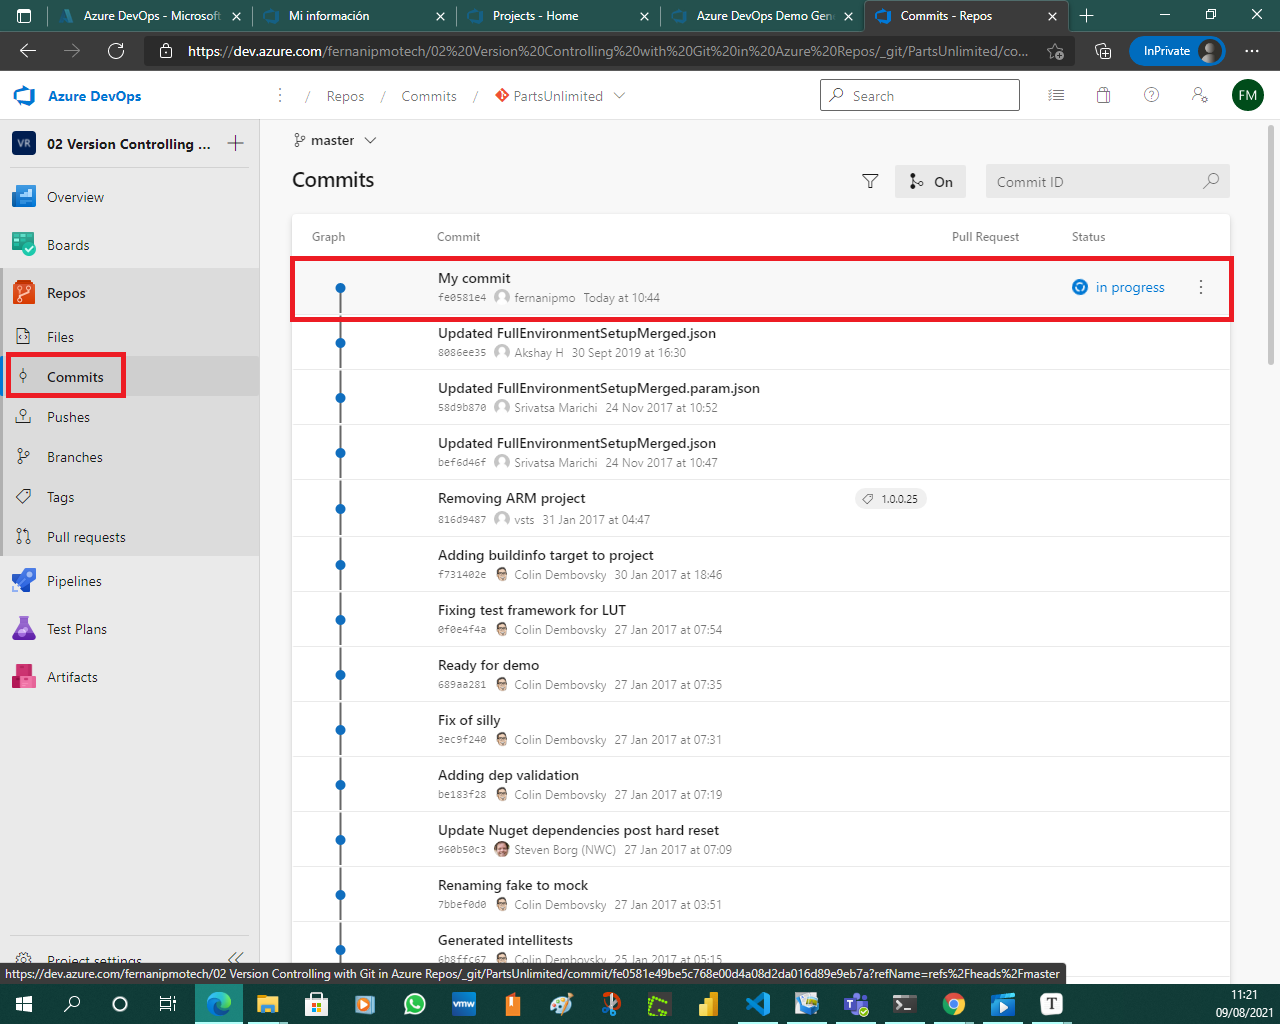 Azure DevOps - Microsoft
Mi información
Projects - Home
Azure DevOps Demo Gen
Commits - Repos
https://dev.azure.com/fernanipmotech/02%20Version%20Controlling%20with%20Git%20in%20Azure%20Repos/_git/PartsUnlimited/co...
InPrivate
Azure DevOps
/ Repos / Commits / PartsUnlimited
Search
FM
VR
02 Version Controlling ...
Overview
Boards
Repos
Files
Commits
Pushes
Branches
Tags
Pull requests
Pipelines
Test Plans
Artifacts
Project settings
master
Commits
On
Commit ID
Graph Commit Pull Request Status
My commit
fe0581e4 fernanipmo Today at 10:44
in progress
Updated FullEnvironmentSetupMerged.json
8086ee35 Akshay H 30 Sept 2019 at 16:30
Updated FullEnvironmentSetupMerged.param.json
58d9b870 Srivatsa Marichi 24 Nov 2017 at 10:52
Updated FullEnvironmentSetupMerged.json
bef6d46f Srivatsa Marichi 24 Nov 2017 at 10:47
Removing ARM project
1.0.0.25
816d9487 vsts 31 Jan 2017 at 04:47
Adding buildinfo target to project
f731402e Colin Dembovsky 30 Jan 2017 at 18:46
Fixing test framework for LUT
0f0e4f4a Colin Dembovsky 27 Jan 2017 at 07:54
Ready for demo
689aa281 Colin Dembovsky 27 Jan 2017 at 07:35
Fix of silly
3ec9f240 Colin Dembovsky 27 Jan 2017 at 07:31
Adding dep validation
be183f28 Colin Dembovsky 27 Jan 2017 at 07:19
Update Nuget dependencies post hard reset
960b50c3 Steven Borg (NWC) 27 Jan 2017 at 07:09
Renaming fake to mock
7bbef0d0 Colin Dembovsky 27 Jan 2017 at 03:51
Generated intellitests
6b8ffc67 Colin Dembovsky 25 Jan 2017 at 05:15
https://dev.azure.com/fernanipmotech/02 Version Controlling with Git in Azure Repos/_git/PartsUnlimited/commit/fe0581e49be5c768e00d4a08d2da016d89e9eb7a?refName=refs%2Fheads%2Fmaster
vmw
T
11:21
09/08/2021